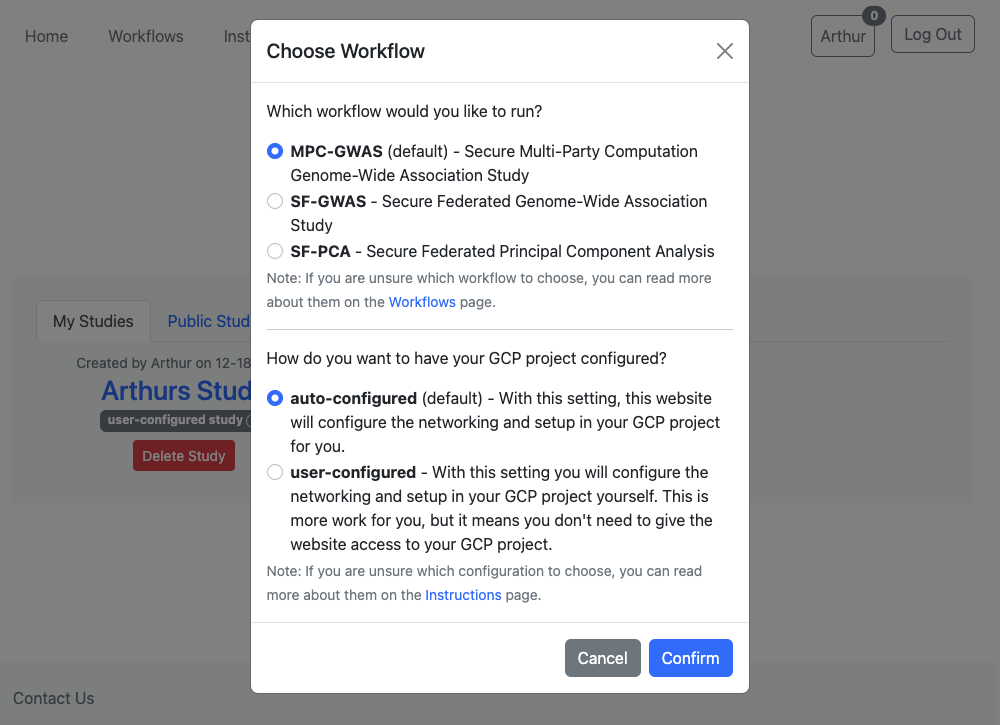 Home Workflows Inst
0
Arthur Log Out
Choose Workflow
Which workflow would you like to run?
MPC-GWAS (default) - Secure Multi-Party Computation
Genome-Wide Association Study
SF-GWAS - Secure Federated Genome-Wide Association
Study
SF-PCA - Secure Federated Principal Component Analysis
Note: If you are unsure which workflow to choose, you can read more
about them on the Workflows page.
My Studies Public Stud
Created by Arthur on 12-18
Arthurs Stud
user-configured study
Delete Study
How do you want to have your GCP project configured?
auto-configured (default) - With this setting, this website
will configure the networking and setup in your GCP project
for you.
user-configured - With this setting you will configure the
networking and setup in your GCP project yourself. This is
more work for you, but it means you don't need to give the
website access to your GCP project.
Note: If you are unsure which configuration to choose, you can read
more about them on the Instructions page.
Cancel Confirm
Contact Us